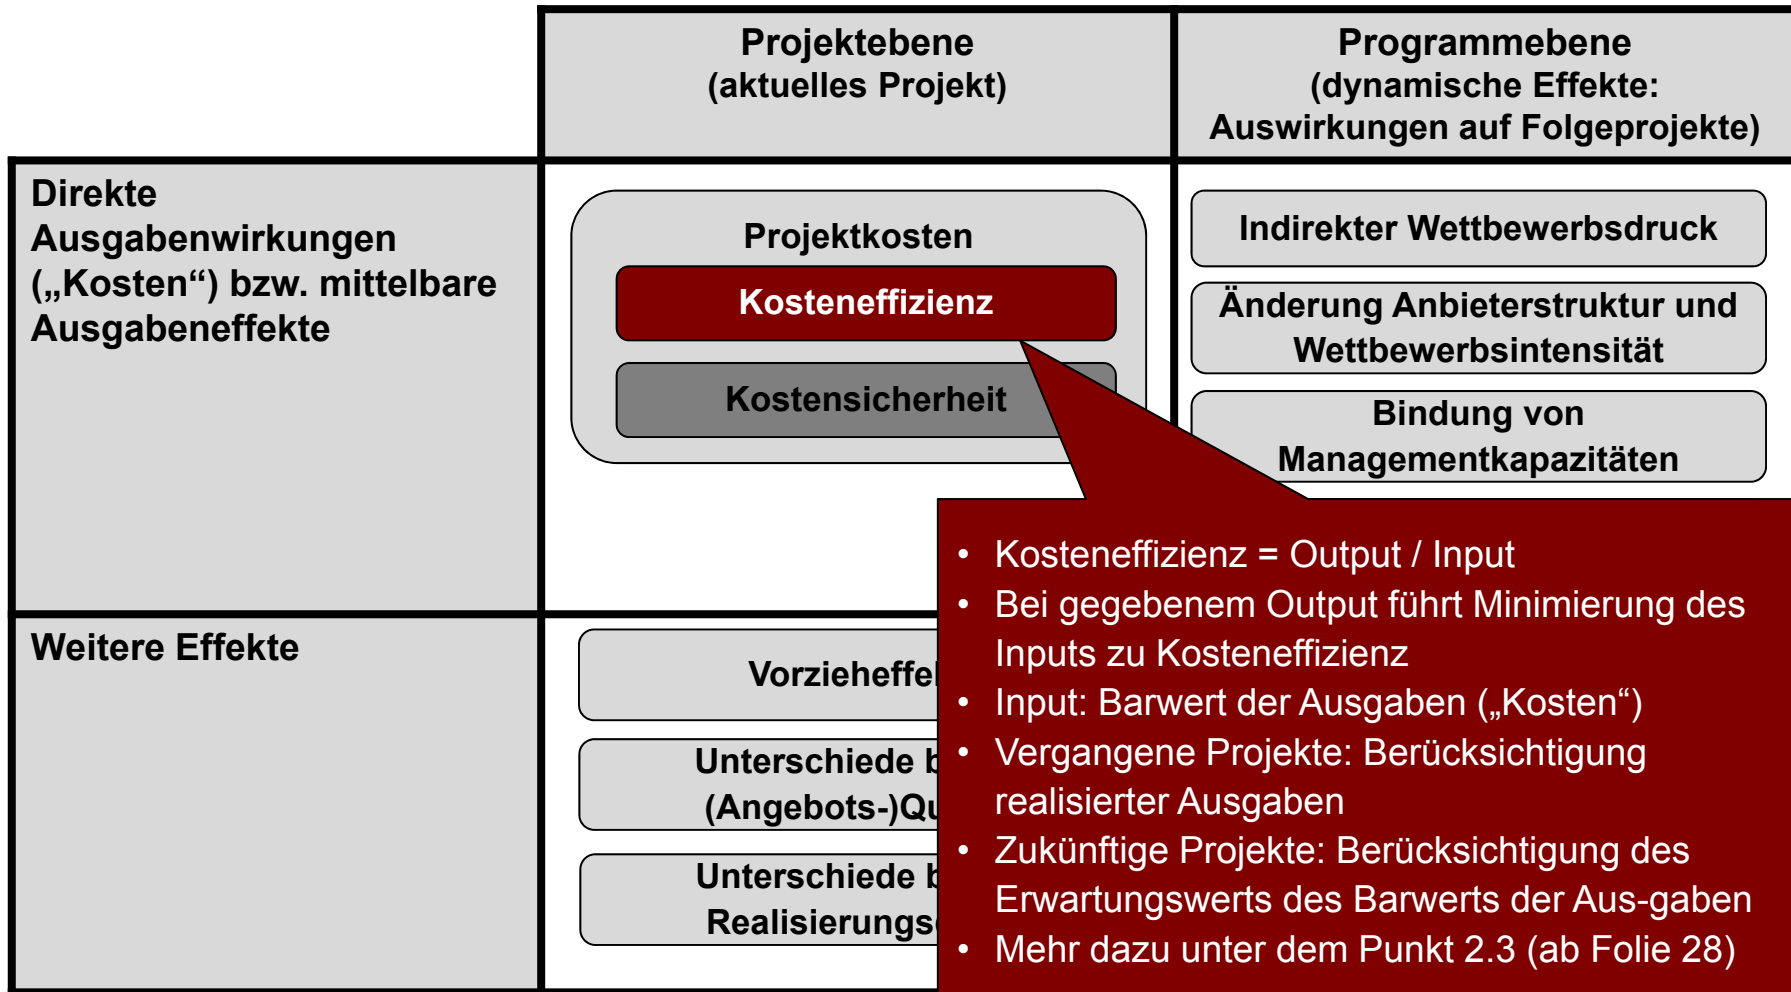 Projektebene
(aktuelles Projekt)
Programmebene
(dynamische Effekte:
Auswirkungen auf Folgeprojekte)
Direkte
Ausgabenwirkungen
(„Kosten“) bzw. mittelbare
Ausgabeneffekte
Projektkosten
Kosteneffizienz
Kostensicherheit
Indirekter Wettbewerbsdruck
Änderung Anbieterstruktur und
Wettbewerbsintensität
Bindung von
Managementkapazitäten
Weitere Effekte
Unterschiede
• Kosteneffizienz = Output / Input
• Bei gegebenem Output führt Minimierung des
Inputs zu Kosteneffizienz
• Input: Barwert der Ausgaben („Kosten“)
• Vergangene Projekte: Berücksichtigung
realisierter Ausgaben
• Zukünftige Projekte: Berücksichtigung des
Erwartungswerts des Barwerts der Aus-gaben
• Mehr dazu unter dem Punkt 2.3 (ab Folie 28)
Unterschiede